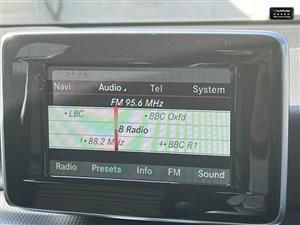 Navi Audio Tel System
FM 95.6 MHz
LBC BBC Oxfd
B Radio
1 88.2 MHz 4 BBC R1
Radio Presets Info FM Sound